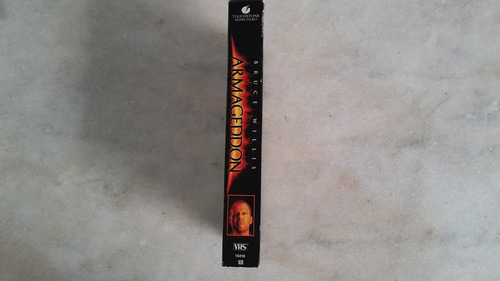 TOUCHSTONE
HOME VIDEO
BRUCE WILLIS
ARMAGEDDON
VHS